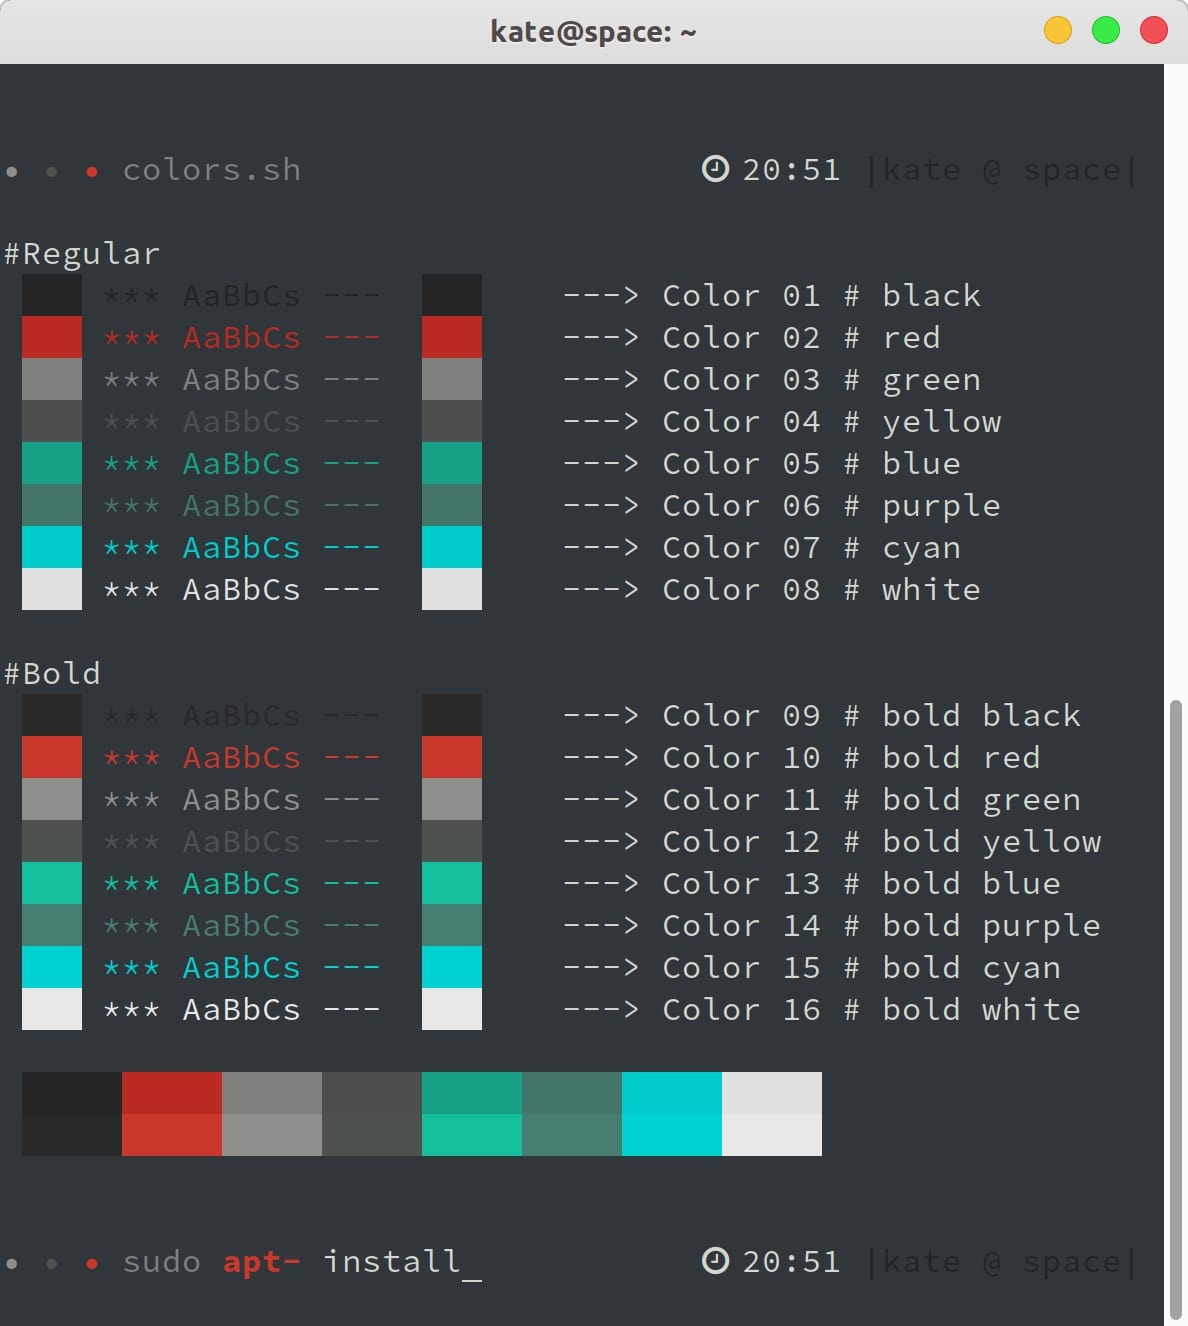 kate@space: ~
colors.sh 20:51 |kate @ space|
#Regular
*** AaBbCs --- ---> Color 01 # black
*** AaBbCs --- ---> Color 02 # red
*** AaBbCs --- ---> Color 03 # green
*** AaBbCs --- ---> Color 04 # yellow
*** AaBbCs --- ---> Color 05 # blue
*** AaBbCs --- ---> Color 06 # purple
*** AaBbCs --- ---> Color 07 # cyan
*** AaBbCs --- ---> Color 08 # white
#Bold
*** AaBbCs --- ---> Color 09 # bold black
*** AaBbCs --- ---> Color 10 # bold red
*** AaBbCs --- ---> Color 11 # bold green
*** AaBbCs --- ---> Color 12 # bold yellow
*** AaBbCs --- ---> Color 13 # bold blue
*** AaBbCs --- ---> Color 14 # bold purple
*** AaBbCs --- ---> Color 15 # bold cyan
*** AaBbCs --- ---> Color 16 # bold white
sudo apt- install_ 20:51 |kate @ space|